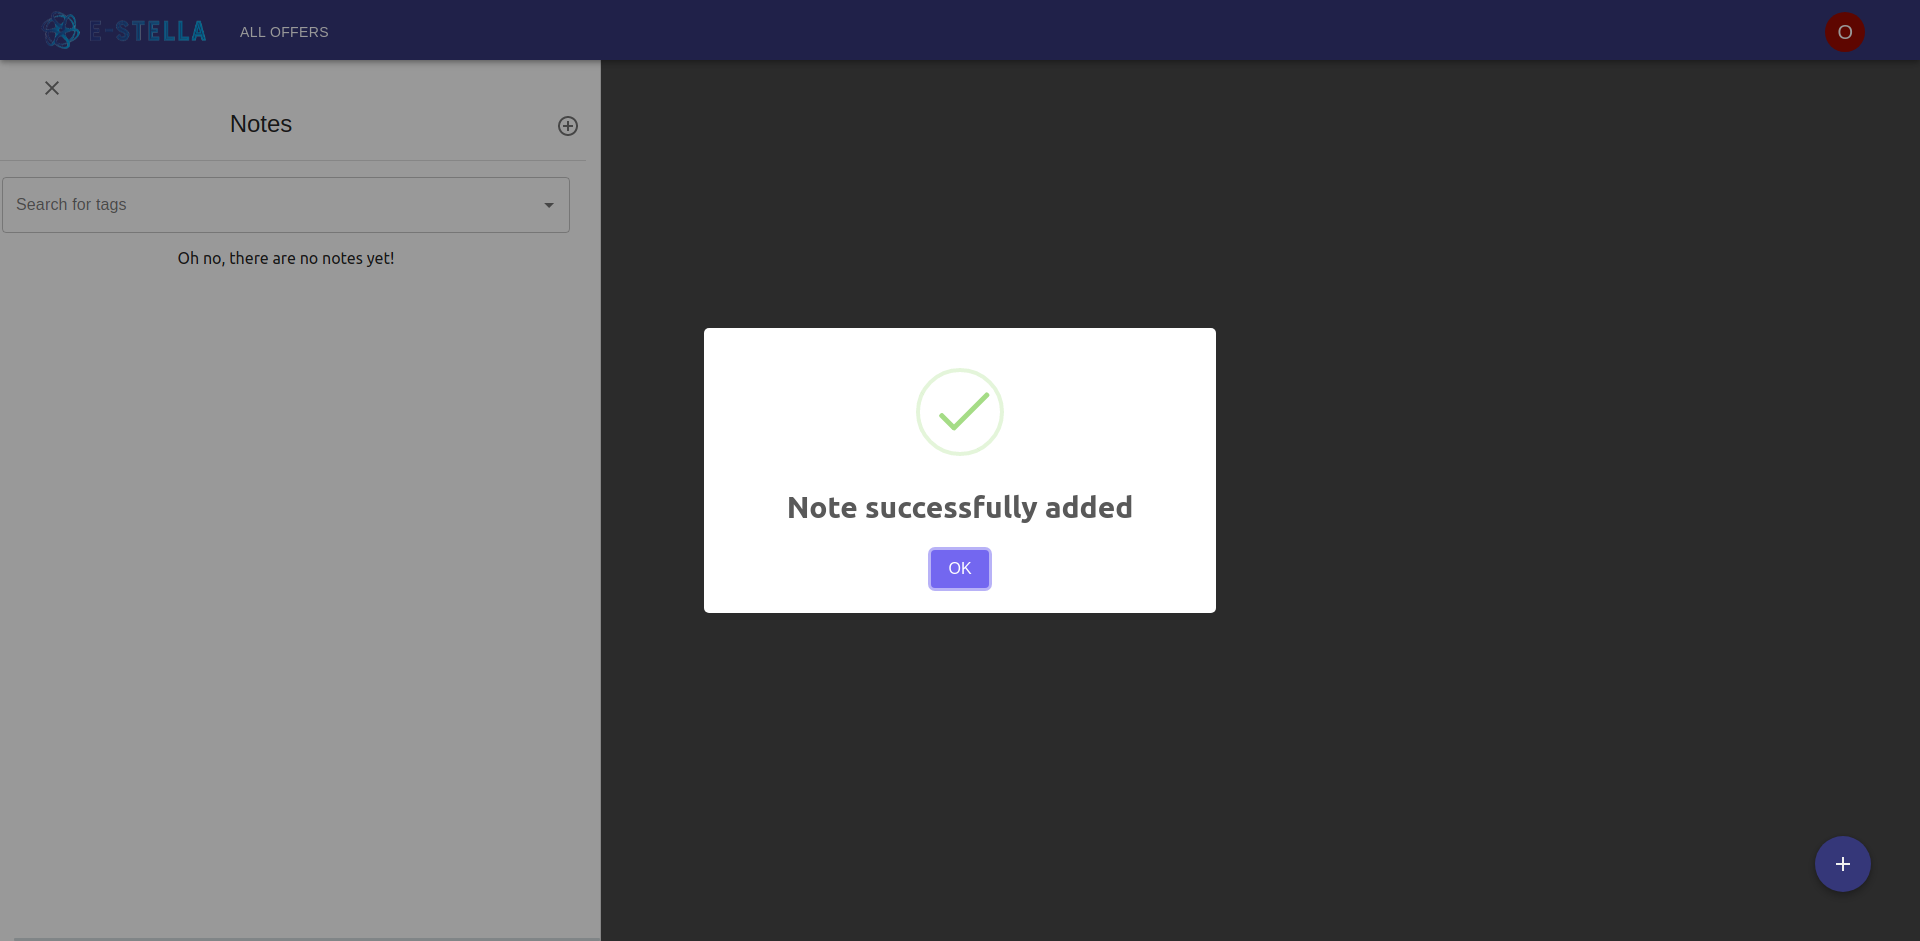 E-STELLA
ALL OFFERS
O
Notes
Search for tags
Oh no, there are no notes yet!
Note successfully added
OK